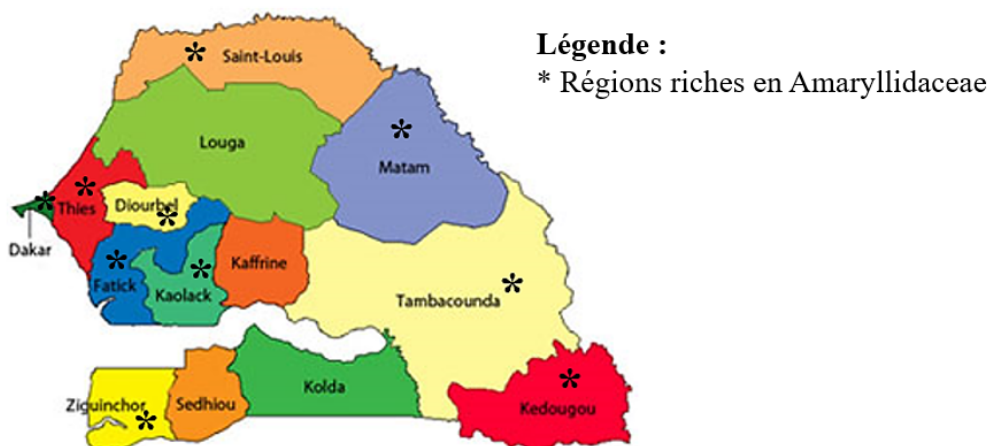 Légende :
* Régions riches en Amaryllidaceae
* Saint-Louis
Louga
* Matam
* Thies
* Diourbel
* Dakar
* Fatick
* Kaolack
Kaffrine
Tambacounda *
Ziguinchor *
Sedhiou
Kolda
* Kedougou